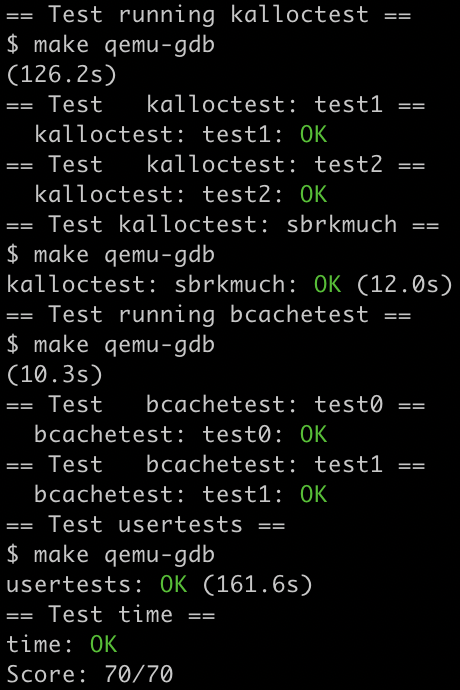 == Test running kalloctest ==
$ make qemu-gdb
(126.2s)
== Test   kalloctest: test1 ==
  kalloctest: test1: OK
== Test   kalloctest: test2 ==
  kalloctest: test2: OK
== Test kalloctest: sbrkmuch ==
$ make qemu-gdb
kalloctest: sbrkmuch: OK (12.0s)
== Test running bcachetest ==
$ make qemu-gdb
(10.3s)
== Test   bcachetest: test0 ==
  bcachetest: test0: OK
== Test   bcachetest: test1 ==
  bcachetest: test1: OK
== Test usertests ==
$ make qemu-gdb
usertests: OK (161.6s)
== Test time ==
time: OK
Score: 70/70